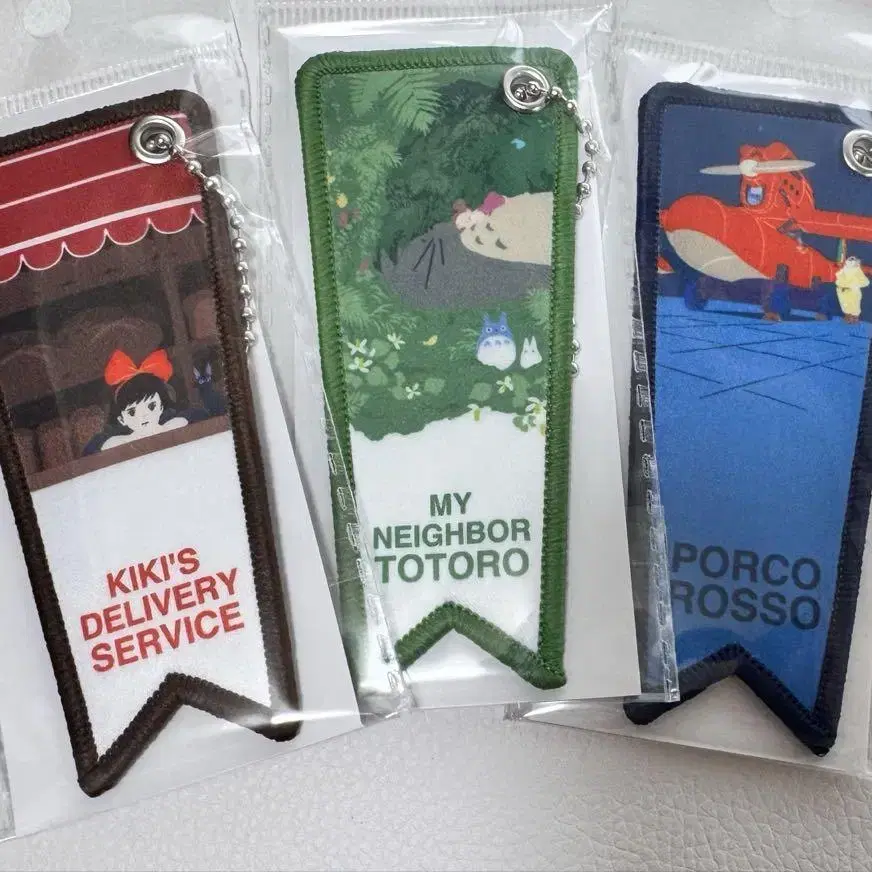 KIKI'S
DELIVERY
SERVICE
MY
NEIGHBOR
TOTORO
PORCO
ROSSO